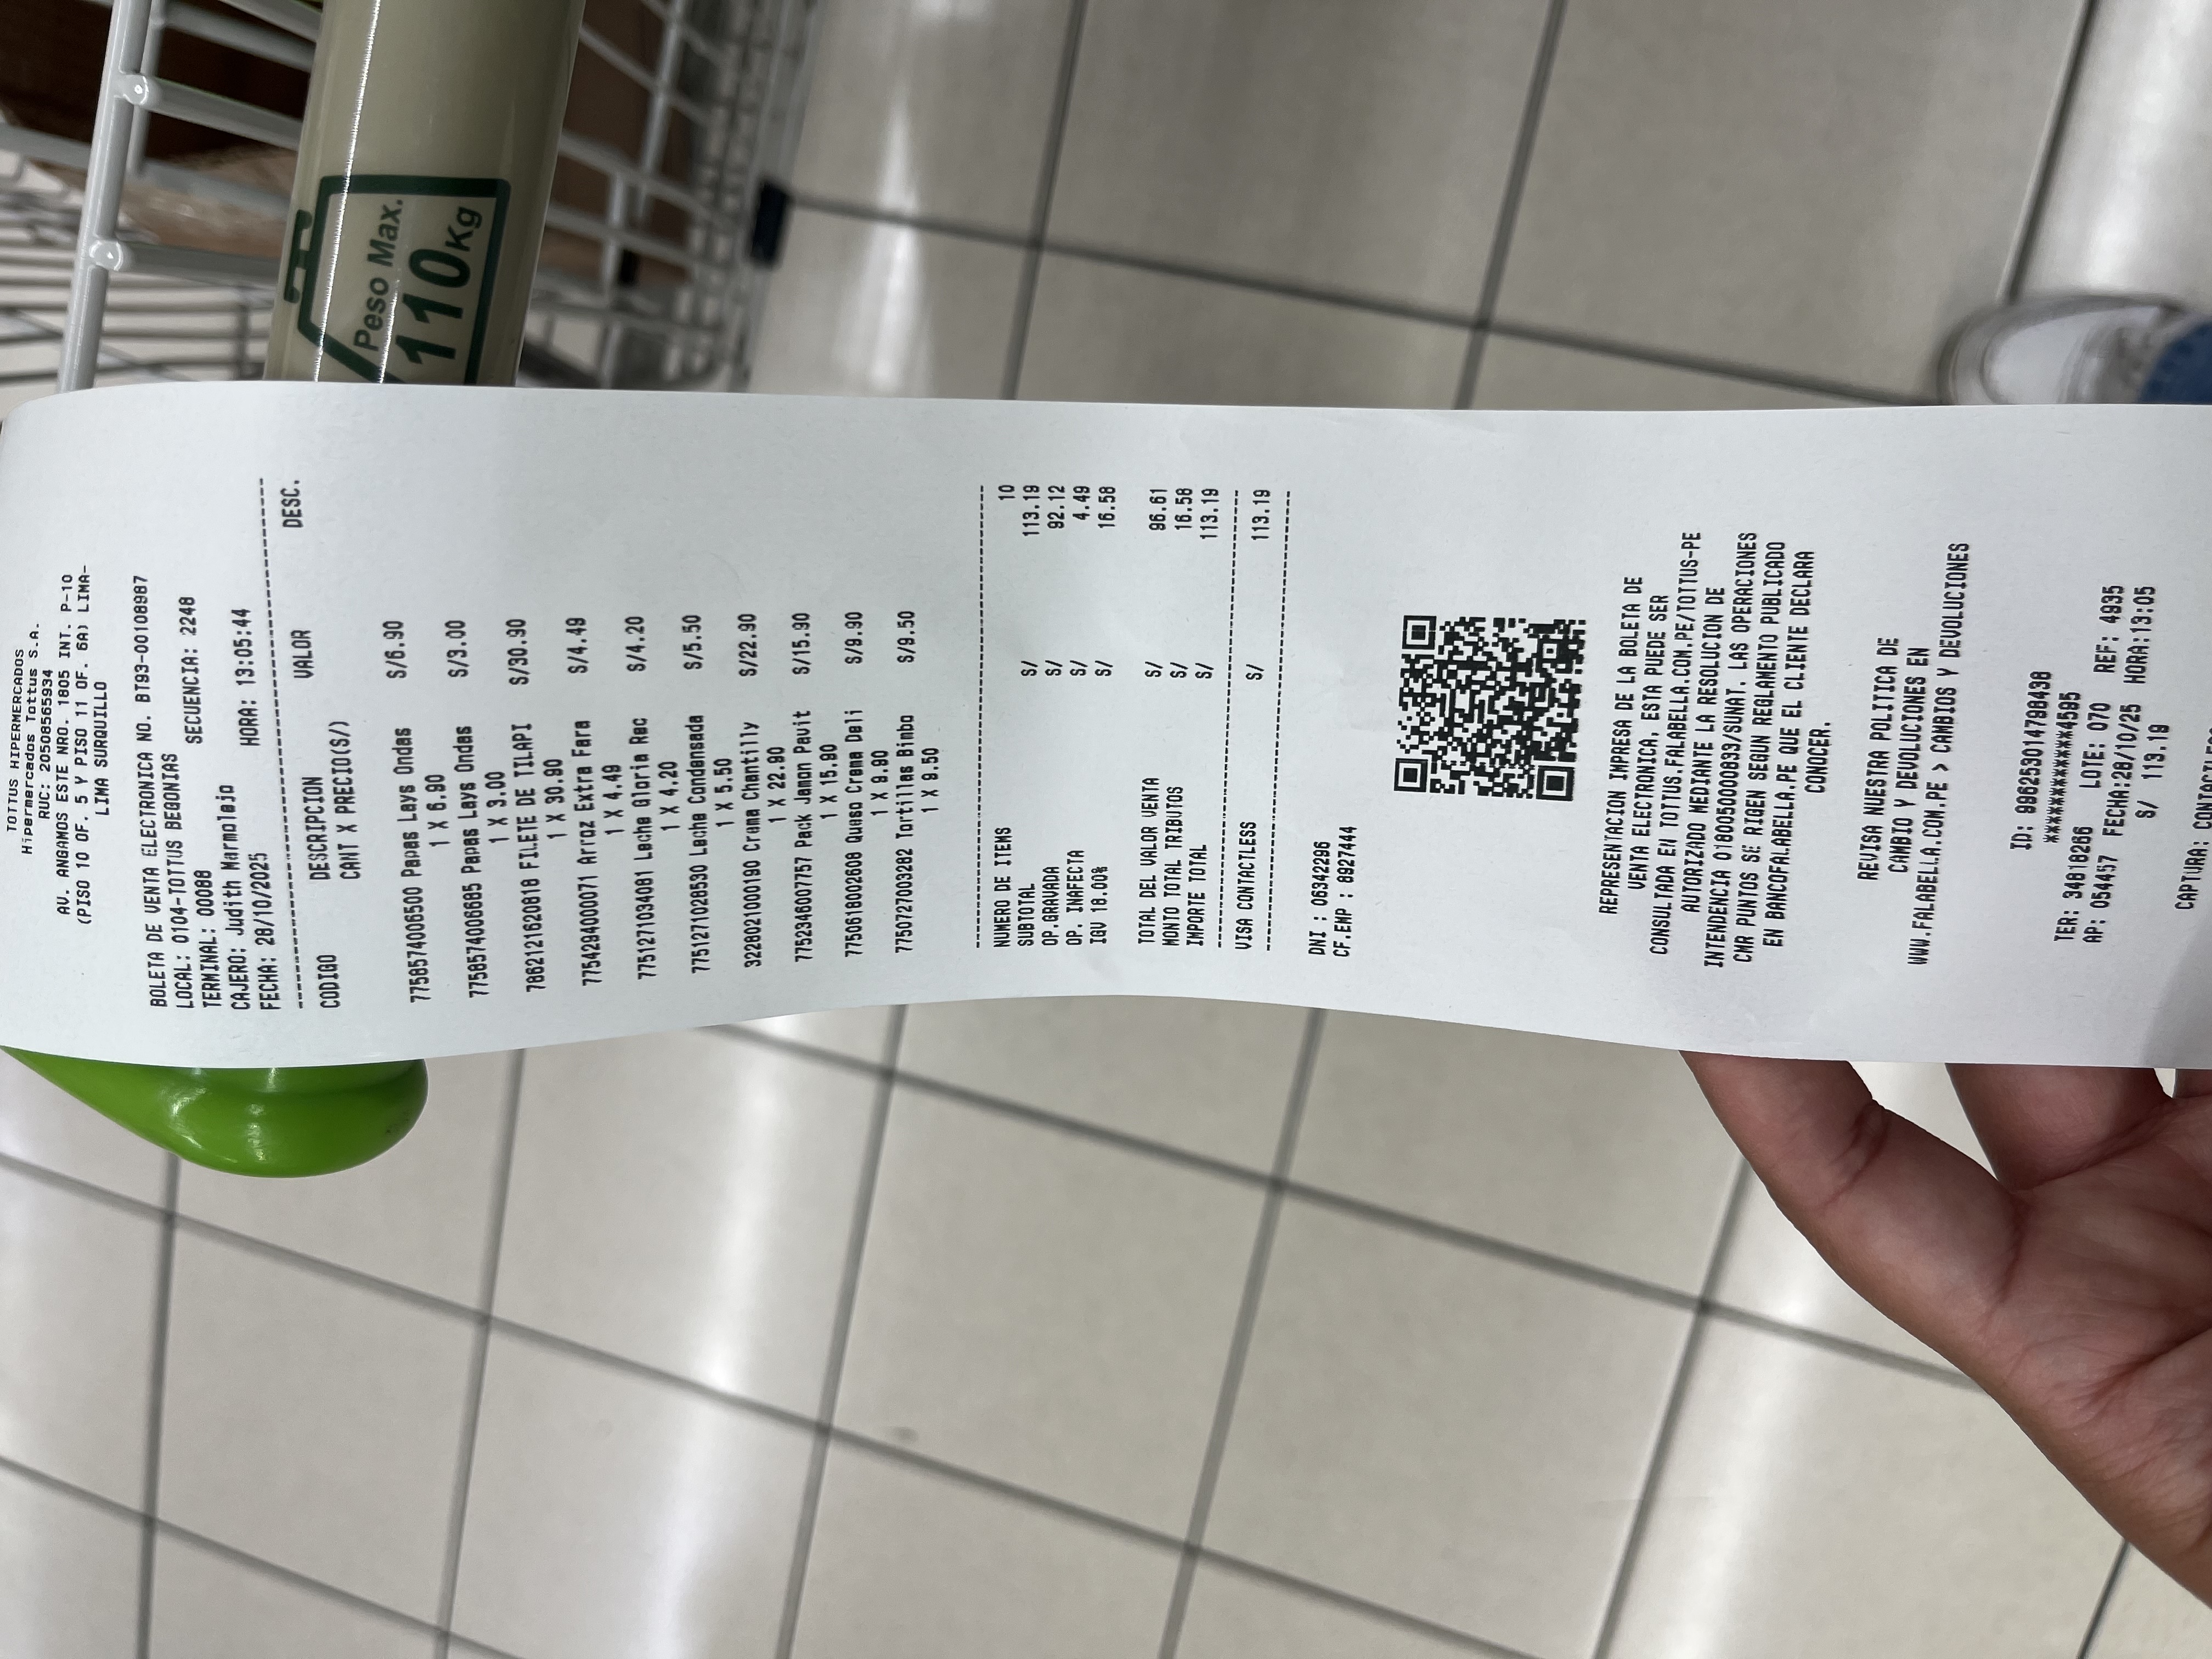 TOTTUS HIPERMERCADOS
Hipermercados Tottus S.A.
RUC: 20508565934
AV. ANGAMOS ESTE NRO. 1805 INT. P-10
(PISO 10 OF. 5 Y PISO 11 OF. 6A) LIMA-
LIMA SURQUILLO
BOLETA DE VENTA ELECTRONICA NO. BT93-00108987
LOCAL: 0104-TOTTUS BEGONIAS
TERMINAL: 00088 SECUENCIA: 2248
CAJERO: Judith Marmolejo
FECHA: 28/10/2025 HORA: 13:05:44
CODIGO DESCRIPCION VALOR DESC.
CANT X PRECIO(S/)
7758574006500 Papas Lays Ondas S/6.90
1 X 6.90
7758574006685 Papas Lays Ondas S/3.00
1 X 3.00
7862121620818 FILETE DE TILAPI S/30.90
1 X 30.90
7754294000071 Arroz Extra Fara S/4.49
1 X 4.49
7751271034081 Leche Gloria Rec S/4.20
1 X 4.20
7751271028530 Leche Condensada S/5.50
1 X 5.50
3228021000190 Crema Chantilly S/22.90
1 X 22.90
7752346007757 Pack Jamon Pavit S/15.90
1 X 15.90
7750618002608 Queso Crema Deli S/9.90
1 X 9.90
7750727003282 Tortillas Bimbo S/9.50
1 X 9.50
NUMERO DE ITEMS 10
SUBTOTAL S/ 113.19
OP.GRAVADA S/ 92.12
OP. INAFECTA S/ 4.49
IGV 18.00% S/ 16.58
TOTAL DEL VALOR VENTA S/ 96.61
MONTO TOTAL TRIBUTOS S/ 16.58
IMPORTE TOTAL S/ 113.19
VISA CONTACTLESS S/ 113.19
DNI : 06342296
CF.EMP : 8927444
REPRESENTACION IMPRESA DE LA BOLETA DE
VENTA ELECTRONICA, ESTA PUEDE SER
CONSULTADA EN TOTTUS.FALABELLA.COM.PE/TOTTUS-PE
AUTORIZADO MEDIANTE LA RESOLUCION DE
INTENDENCIA 0180050000833/SUNAT. LAS OPERACIONES
CMR PUNTOS SE RIGEN SEGUN REGLAMENTO PUBLICADO
EN BANCOFALABELLA.PE QUE EL CLIENTE DECLARA
CONOCER.
REVISA NUESTRA POLITICA DE
CAMBIO Y DEVOLUCIONES EN
WWW.FALABELLA.COM.PE > CAMBIOS Y DEVOLUCIONES
ID: 996253014798438
************4595
TER: 34818266 LOTE: 070 REF: 4935
AP: 054457 FECHA:28/10/25 HORA:13:05
S/ 113.19
CAPTURA:
Peso Max.
110Kg